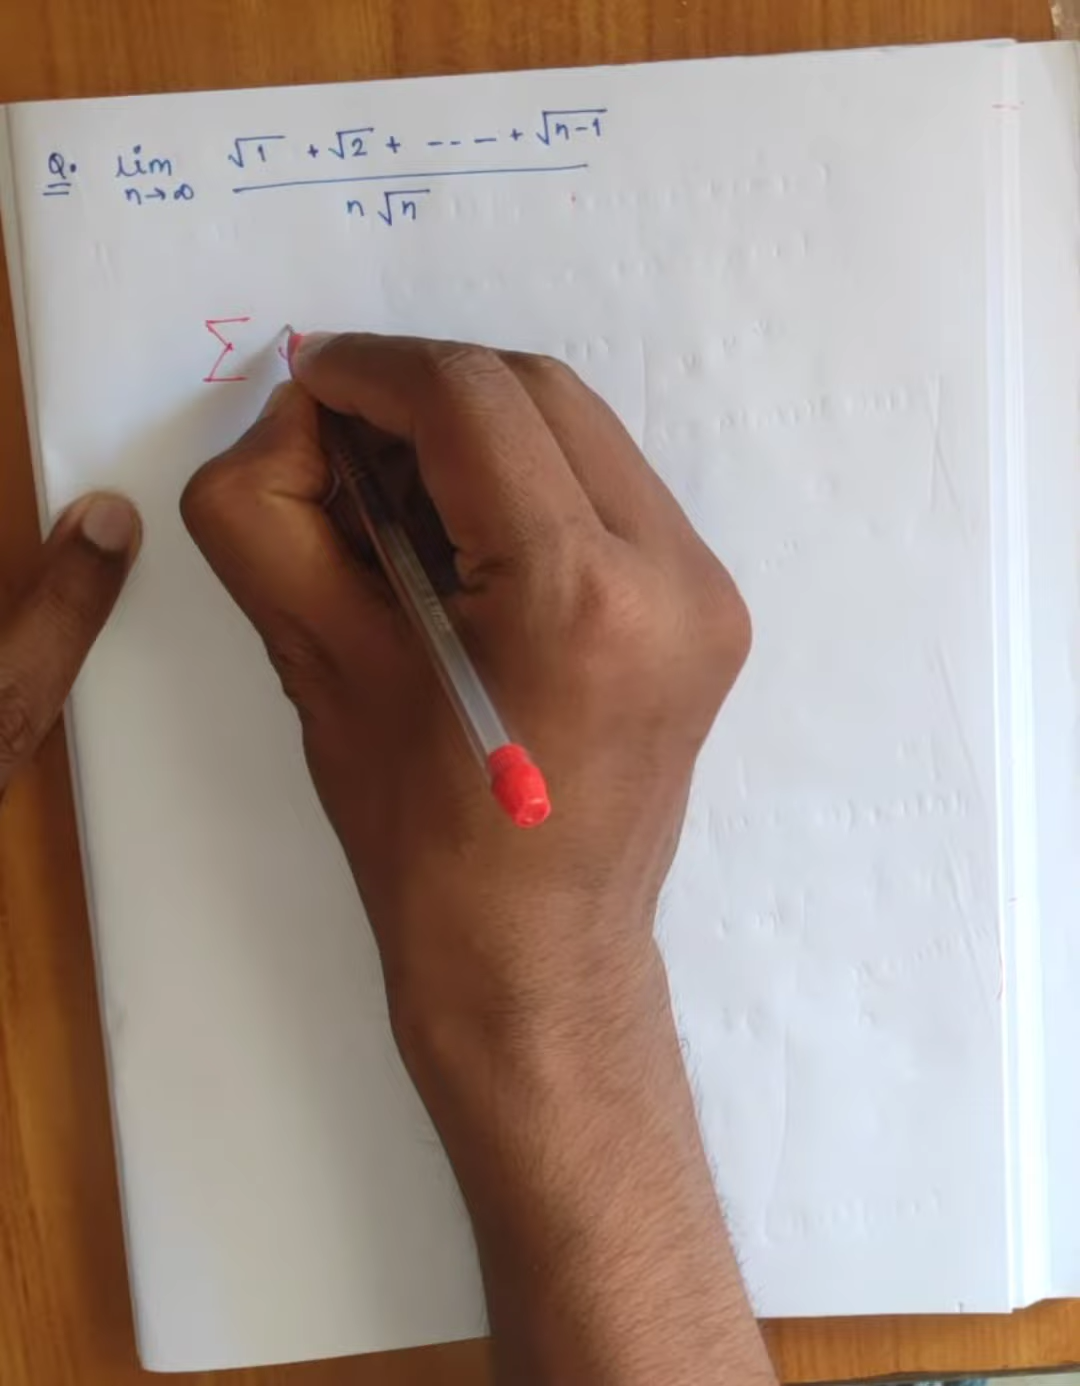 Q. lim n→∞ √1 + √2 + ---- + √n-1 / n√n
Σ